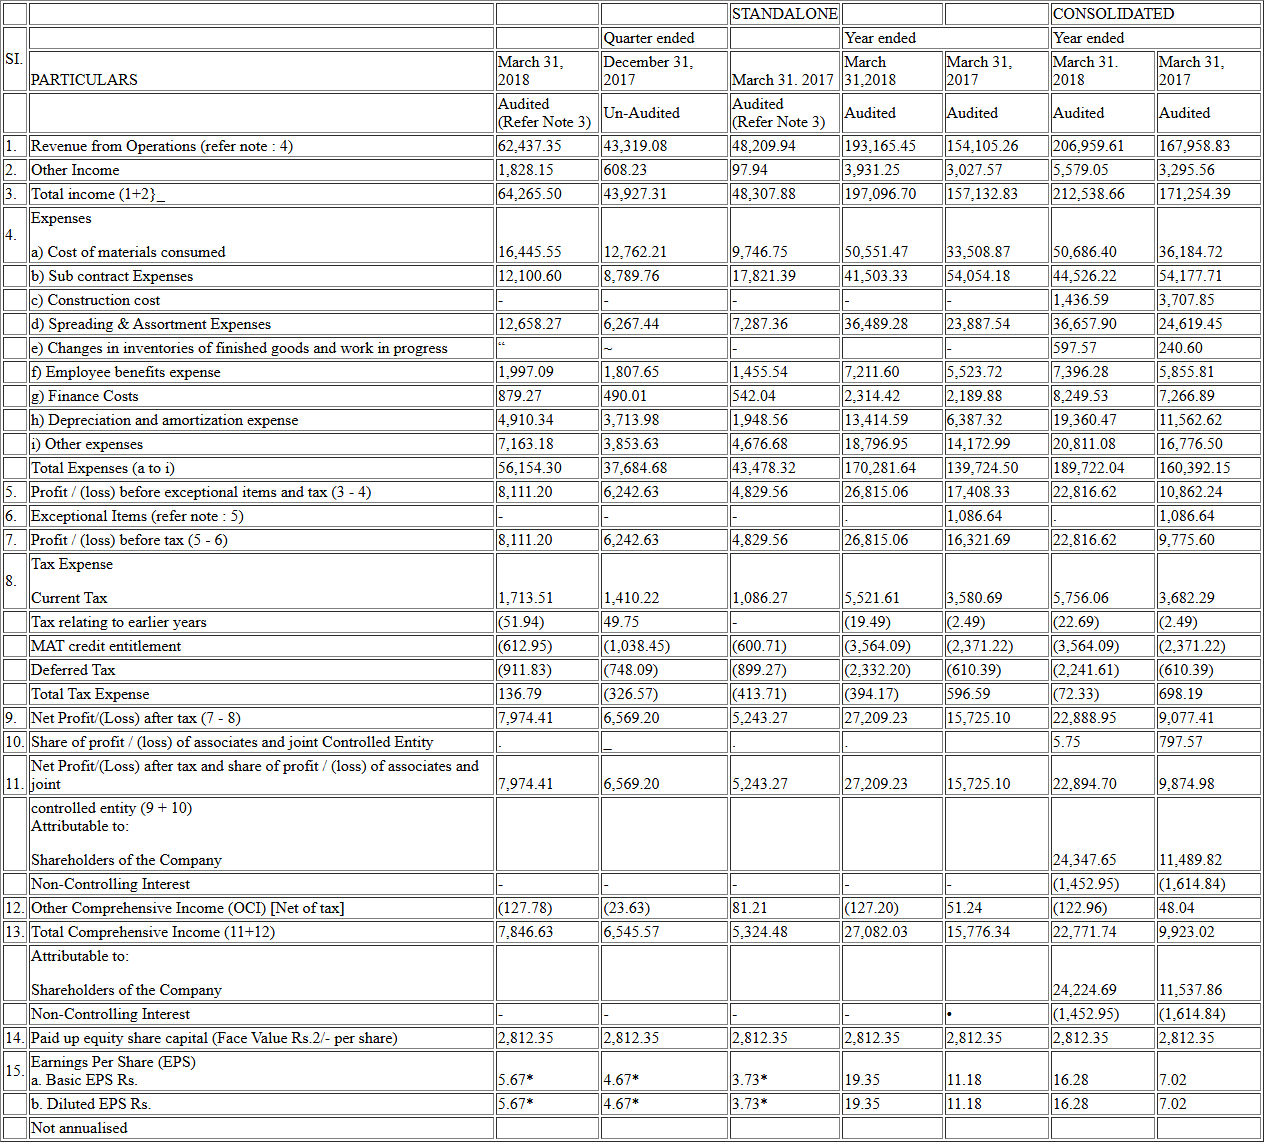 STANDALONE CONSOLIDATED
Quarter ended Year ended Year ended
SI. PARTICULARS March 31, 2018 December 31, 2017 March 31. 2017 March 31,2018 March 31, 2017 March 31. 2018 March 31, 2017
Audited (Refer Note 3) Un-Audited Audited (Refer Note 3) Audited Audited Audited Audited
1. Revenue from Operations (refer note : 4) 62,437.35 43,319.08 48,209.94 193,165.45 154,105.26 206,959.61 167,958.83
2. Other Income 1,828.15 608.23 97.94 3,931.25 3,027.57 5,579.05 3,295.56
3. Total income (1+2}_ 64,265.50 43,927.31 48,307.88 197,096.70 157,132.83 212,538.66 171,254.39
4. Expenses
a) Cost of materials consumed 16,445.55 12,762.21 9,746.75 50,551.47 33,508.87 50,686.40 36,184.72
b) Sub contract Expenses 12,100.60 8,789.76 17,821.39 41,503.33 54,054.18 44,526.22 54,177.71
c) Construction cost - - - - - 1,436.59 3,707.85
d) Spreading & Assortment Expenses 12,658.27 6,267.44 7,287.36 36,489.28 23,887.54 36,657.90 24,619.45
e) Changes in inventories of finished goods and work in progress “ ~ - - 597.57 240.60
f) Employee benefits expense 1,997.09 1,807.65 1,455.54 7,211.60 5,523.72 7,396.28 5,855.81
g) Finance Costs 879.27 490.01 542.04 2,314.42 2,189.88 8,249.53 7,266.89
h) Depreciation and amortization expense 4,910.34 3,713.98 1,948.56 13,414.59 6,387.32 19,360.47 11,562.62
i) Other expenses 7,163.18 3,853.63 4,676.68 18,796.95 14,172.99 20,811.08 16,776.50
Total Expenses (a to i) 56,154.30 37,684.68 43,478.32 170,281.64 139,724.50 189,722.04 160,392.15
5. Profit / (loss) before exceptional items and tax (3 - 4) 8,111.20 6,242.63 4,829.56 26,815.06 17,408.33 22,816.62 10,862.24
6. Exceptional Items (refer note : 5) - - - . 1,086.64 . 1,086.64
7. Profit / (loss) before tax (5 - 6) 8,111.20 6,242.63 4,829.56 26,815.06 16,321.69 22,816.62 9,775.60
8. Tax Expense
Current Tax 1,713.51 1,410.22 1,086.27 5,521.61 3,580.69 5,756.06 3,682.29
Tax relating to earlier years (51.94) 49.75 - (19.49) (2.49) (22.69) (2.49)
MAT credit entitlement (612.95) (1,038.45) (600.71) (3,564.09) (2,371.22) (3,564.09) (2,371.22)
Deferred Tax (911.83) (748.09) (899.27) (2,332.20) (610.39) (2,241.61) (610.39)
Total Tax Expense 136.79 (326.57) (413.71) (394.17) 596.59 (72.33) 698.19
9. Net Profit/(Loss) after tax (7 - 8) 7,974.41 6,569.20 5,243.27 27,209.23 15,725.10 22,888.95 9,077.41
10. Share of profit / (loss) of associates and joint Controlled Entity . _ . . 5.75 797.57
11. Net Profit/(Loss) after tax and share of profit / (loss) of associates and
joint 7,974.41 6,569.20 5,243.27 27,209.23 15,725.10 22,894.70 9,874.98
controlled entity (9 + 10)
Attributable to:
Shareholders of the Company 24,347.65 11,489.82
Non-Controlling Interest - - - - - (1,452.95) (1,614.84)
12. Other Comprehensive Income (OCI) [Net of tax] (127.78) (23.63) 81.21 (127.20) 51.24 (122.96) 48.04
13. Total Comprehensive Income (11+12) 7,846.63 6,545.57 5,324.48 27,082.03 15,776.34 22,771.74 9,923.02
Attributable to:
Shareholders of the Company 24,224.69 11,537.86
Non-Controlling Interest - - - - • (1,452.95) (1,614.84)
14. Paid up equity share capital (Face Value Rs.2/- per share) 2,812.35 2,812.35 2,812.35 2,812.35 2,812.35 2,812.35 2,812.35
15. Earnings Per Share (EPS)
a. Basic EPS Rs. 5.67* 4.67* 3.73* 19.35 11.18 16.28 7.02
b. Diluted EPS Rs. 5.67* 4.67* 3.73* 19.35 11.18 16.28 7.02
Not annualised